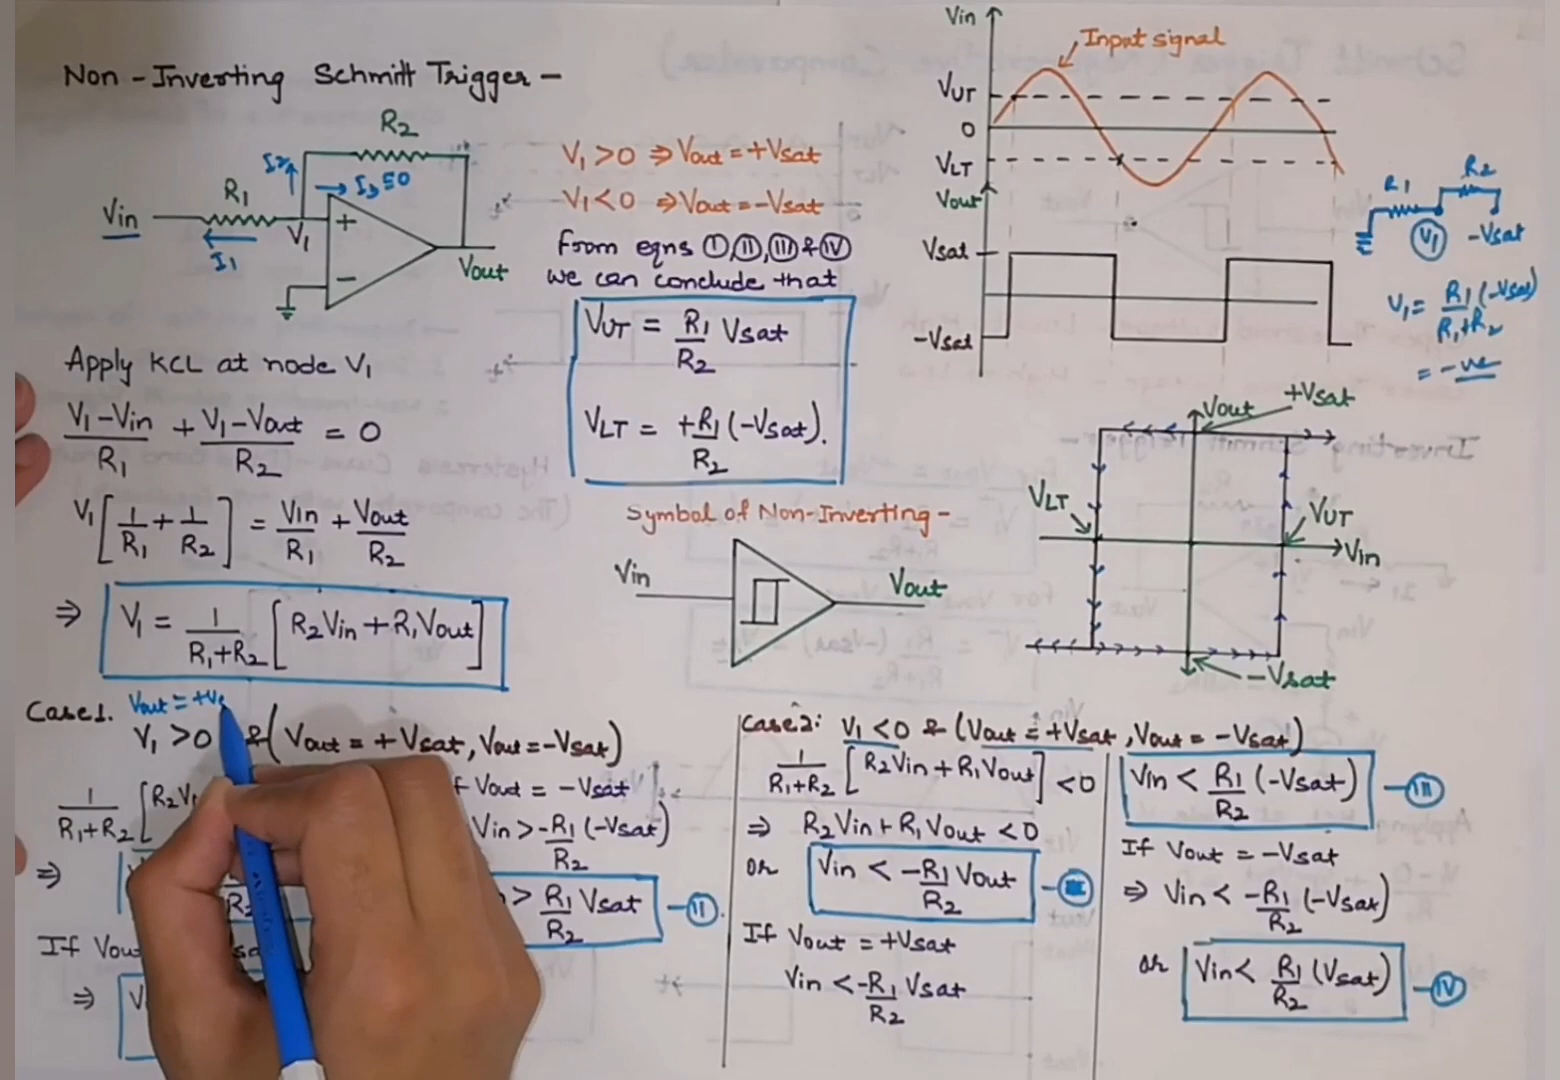 Non-Inverting Schmitt Trigger -
R2
I2
I3 ≈0
R1
Vin
V1
I1
+
-
Vout
V1 > 0 ⇒ Vout = +Vsat
V1 < 0 ⇒ Vout = -Vsat
From eqns Ⓘ, Ⓘ Ⓘ, Ⓘ Ⓘ Ⓘ & ⒾⓋ
we can conclude that
VUT = R1/R2 Vsat
VLT = +R1/R2 (-Vsat).
Apply KCL at node V1
(V1-Vin)/R1 + (V1-Vout)/R2 = 0
V1 [1/R1 + 1/R2] = Vin/R1 + Vout/R2
⇒ V1 = 1/(R1+R2) [R2Vin + R1Vout]
Symbol of Non-Inverting -
Vin
Vout
Vin
Input signal
VUT
0
VLT
Vout
Vsat
-Vsat
R1
R2
V1
-Vsat
V1 = R1(-Vsat)/(R1+R2)
= -ve
Vout
+Vsat
VLT
VUT
Vin
-Vsat
Case1. Vout = +Vs
V1 > 0 & (Vout = +Vsat, Vout = -Vsat)
1/(R1+R2) [R2Vi
⇒
R2
If Vou
⇒ V
Vout = -Vsat
Vin > -R1/R2 (-Vsat)
> R1/R2 Vsat - II.
Case2: V1 < 0 & (Vout = +Vsat, Vout = -Vsat)
1/(R1+R2) [R2Vin + R1Vout] < 0
⇒ R2Vin + R1Vout < 0
or Vin < -R1/R2 Vout
If Vout = +Vsat
Vin < -R1/R2 Vsat
Vin < R1/R2 (-Vsat) - III
If Vout = -Vsat
⇒ Vin < -R1/R2 (-Vsat)
or Vin < R1/R2 (Vsat) - IV